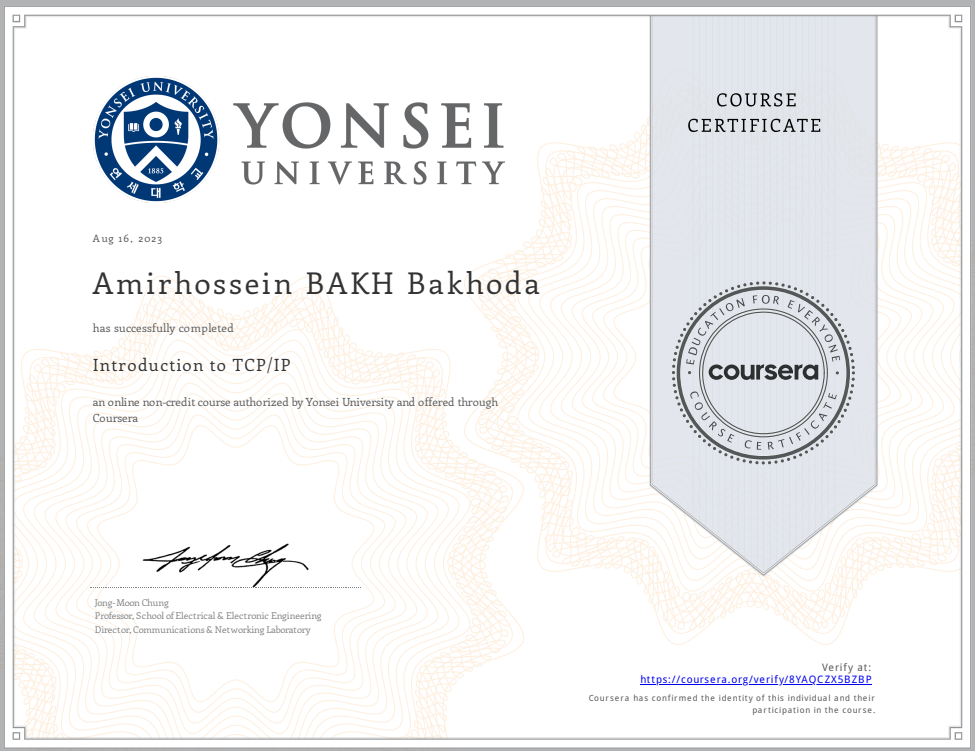 YONSEI UNIVERSITY
1885
연세대학교
YONSEI
UNIVERSITY
COURSE
CERTIFICATE
Aug 16, 2023
Amirhossein BAKH Bakhoda
has successfully completed
Introduction to TCP/IP
an online non-credit course authorized by Yonsei University and offered through
Coursera
EDUCATION FOR EVERYONE
coursera
COURSE CERTIFICATE
Jong-Moon Chung
Professor, School of Electrical & Electronic Engineering
Director, Communications & Networking Laboratory
Verify at:
https://coursera.org/verify/8YAQCZX5BZBP
Coursera has confirmed the identity of this individual and their
participation in the course.